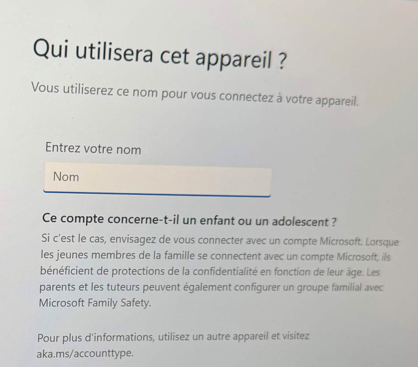 Qui utilisera cet appareil ?
Vous utiliserez ce nom pour vous connectez à votre appareil.
Entrez votre nom
Nom
Ce compte concerne-t-il un enfant ou un adolescent ?
Si c'est le cas, envisagez de vous connecter avec un compte Microsoft. Lorsque
les jeunes membres de la famille se connectent avec un compte Microsoft, ils
bénéficient de protections de la confidentialité en fonction de leur âge. Les
parents et les tuteurs peuvent également configurer un groupe familial avec
Microsoft Family Safety.
Pour plus d'informations, utilisez un autre appareil et visitez
aka.ms/accounttype.